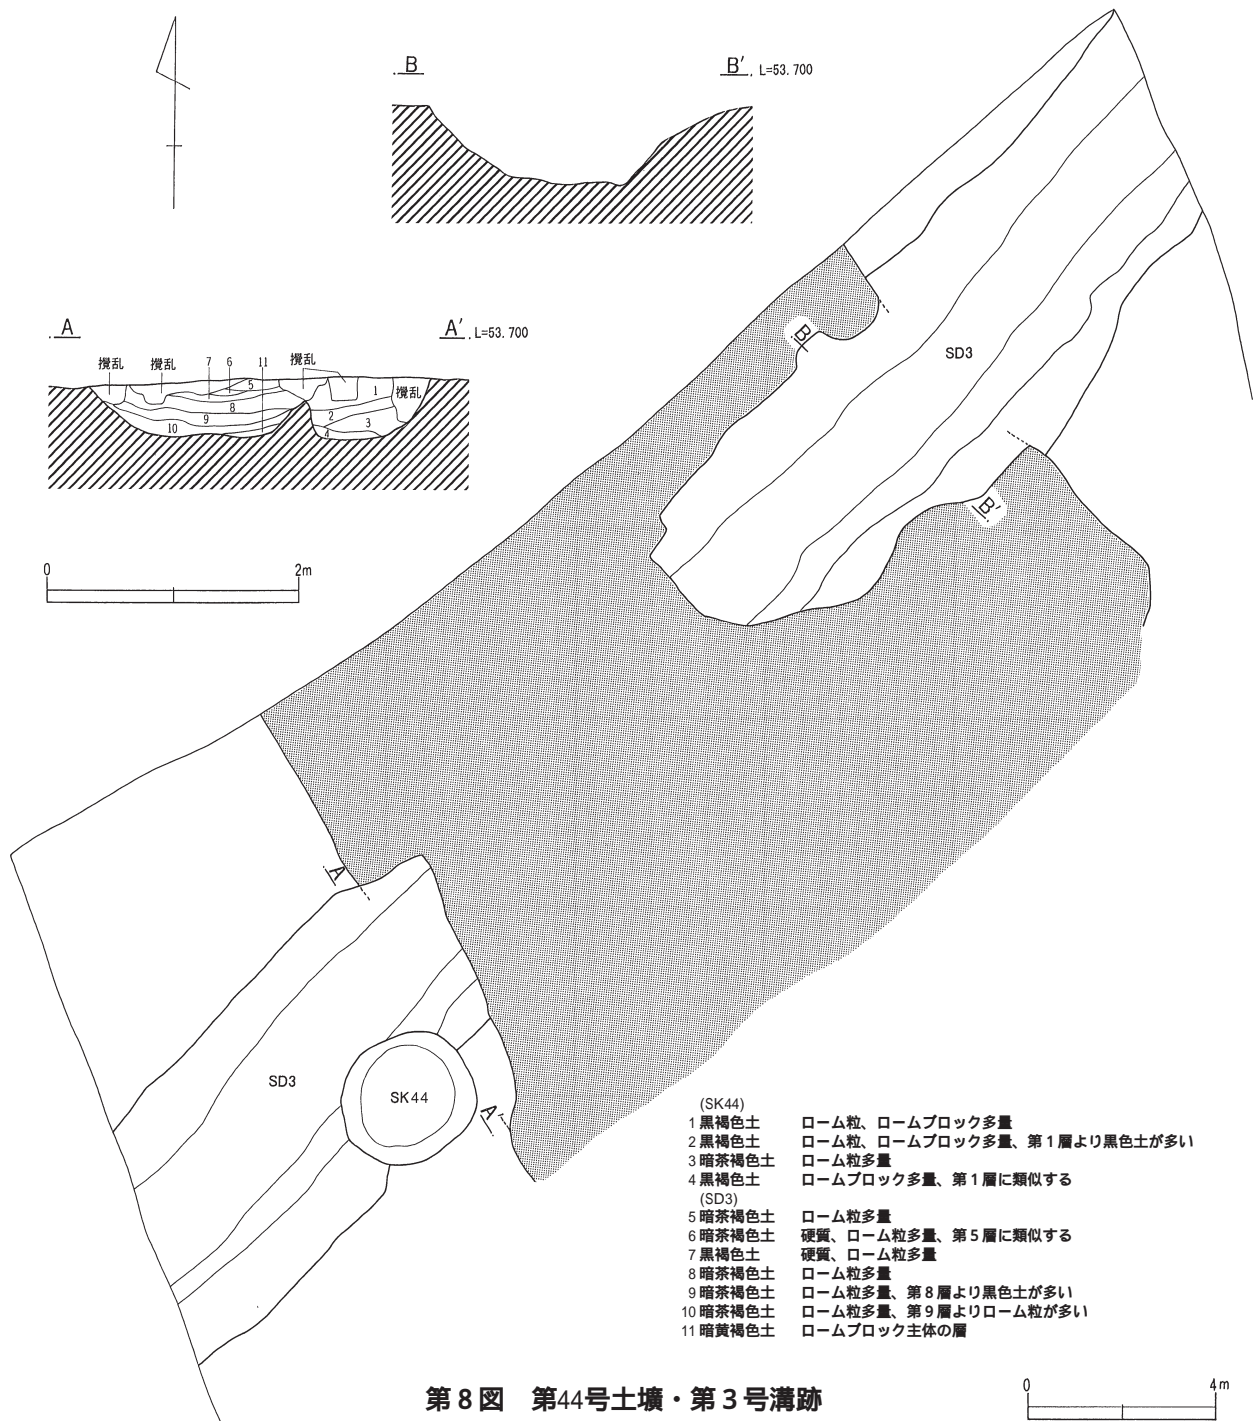 B B′ L=53.700
A A′ L=53.700
攪乱 攪乱 7 6 5 11 攪乱 1 攪乱
8 2
9 3
10 4
0 2m
B
SD3
B′
A
SD3
SK44
A′
(SK44)
1 黒褐色土 ローム粒、ロームブロック多量
2 黒褐色土 ローム粒、ロームブロック多量、第1層より黒色土が多い
3 暗茶褐色土 ローム粒多量
4 黒褐色土 ロームブロック多量、第1層に類似する
(SD3)
5 暗茶褐色土 ローム粒多量
6 暗茶褐色土 硬質、ローム粒多量、第5層に類似する
7 黒褐色土 硬質、ローム粒多量
8 暗茶褐色土 ローム粒多量
9 暗茶褐色土 ローム粒多量、第8層より黒色土が多い
10 暗茶褐色土 ローム粒多量、第9層よりローム粒が多い
11 暗黄褐色土 ロームブロック主体の層
第8図 第44号土壙・第3号溝跡
0 4m